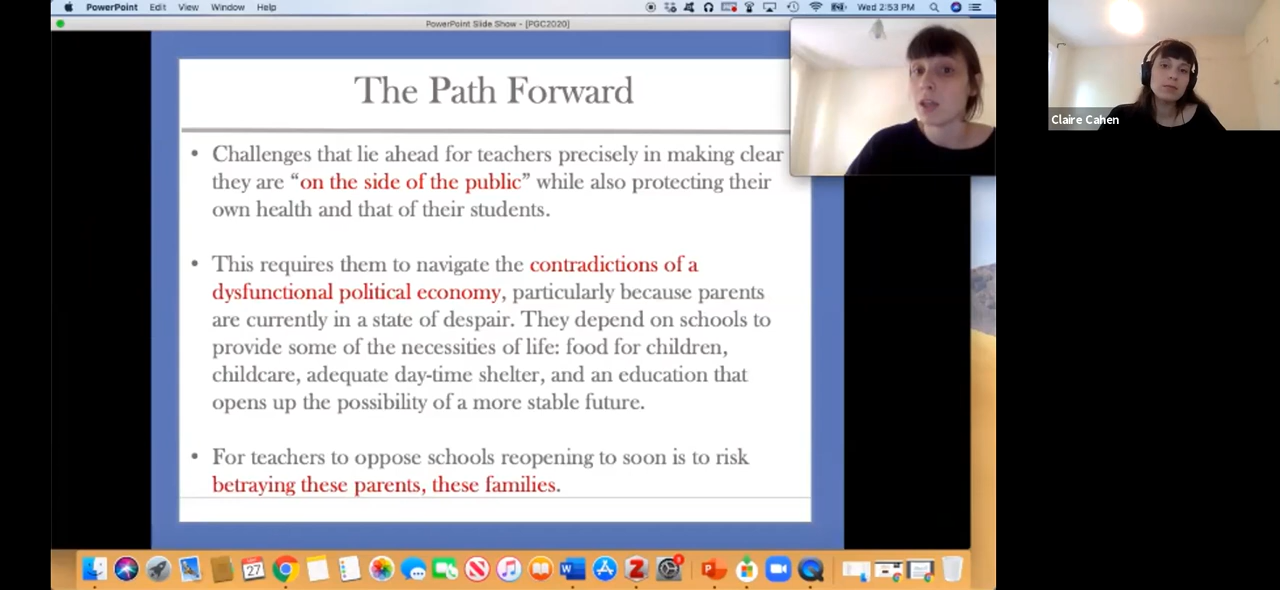 PowerPoint Edit View Window Help Wed 2:53 PM
PowerPoint Slide Show - [PGC2020]
The Path Forward
• Challenges that lie ahead for teachers precisely in making clear
they are “on the side of the public” while also protecting their
own health and that of their students.
• This requires them to navigate the contradictions of a
dysfunctional political economy, particularly because parents
are currently in a state of despair. They depend on schools to
provide some of the necessities of life: food for children,
childcare, adequate day-time shelter, and an education that
opens up the possibility of a more stable future.
• For teachers to oppose schools reopening to soon is to risk
betraying these parents, these families.
Claire Cahen
27